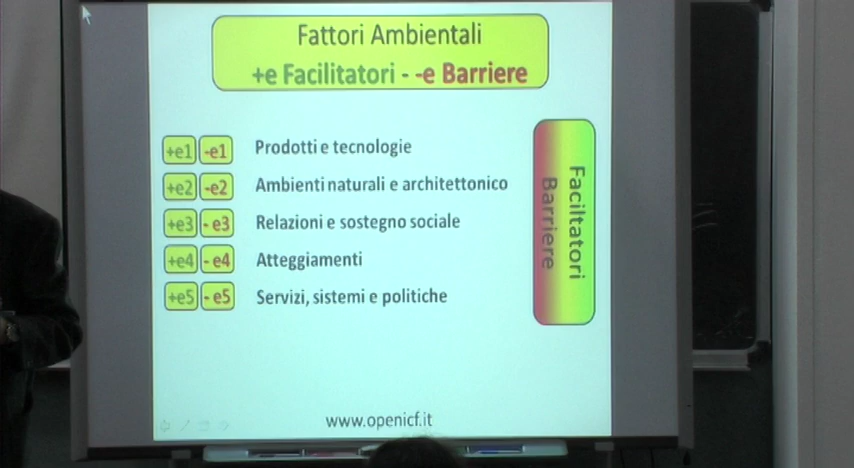 Fattori Ambientali
+e Facilitatori - -e Barriere
+e1 -e1 Prodotti e tecnologie
+e2 -e2 Ambienti naturali e architettonico
+e3 - e3 Relazioni e sostegno sociale
+e4 - e4 Atteggiamenti
+e5 - e5 Servizi, sistemi e politiche
Faciltatori
Barriere
www.openicf.it